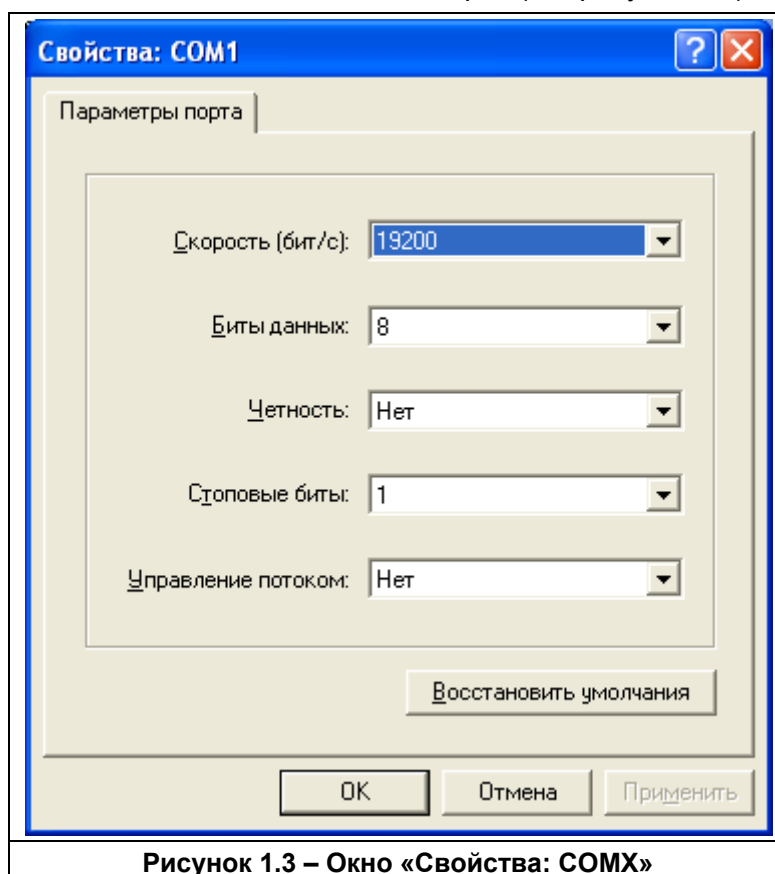 Свойства: COM1
?
Параметры порта
Скорость (бит/с): 19200
Биты данных: 8
Четность: Нет
Стоповые биты: 1
Управление потоком: Нет
Восстановить умолчания
OK Отмена Применить
Рисунок 1.3 – Окно «Свойства: COMX»